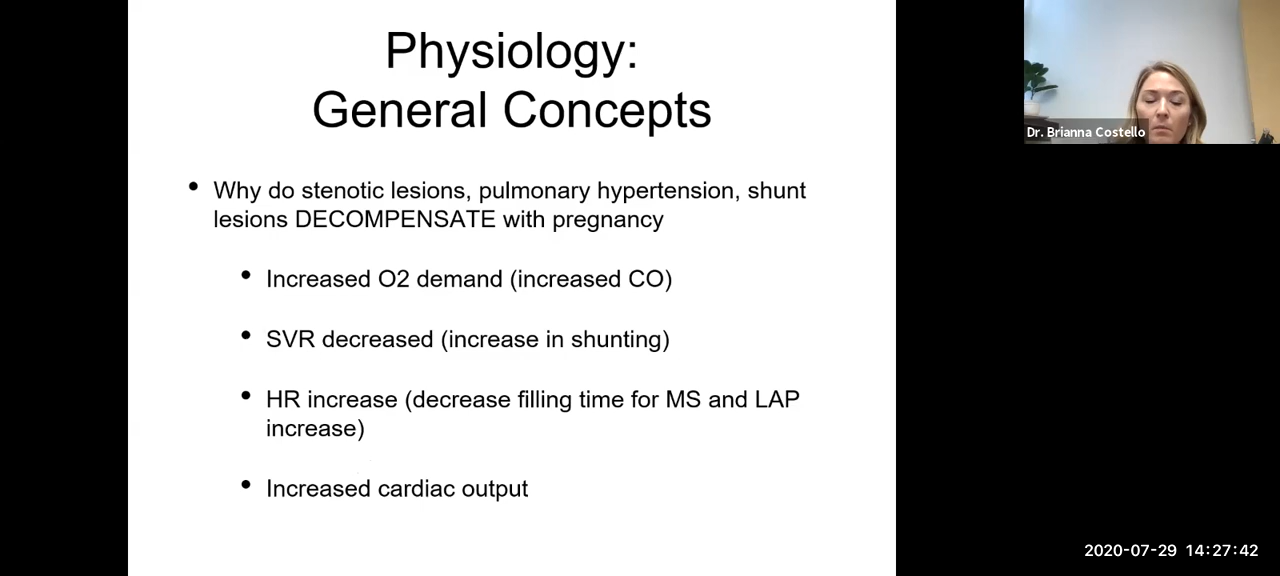 Physiology:
General Concepts
• Why do stenotic lesions, pulmonary hypertension, shunt
lesions DECOMPENSATE with pregnancy
• Increased O2 demand (increased CO)
• SVR decreased (increase in shunting)
• HR increase (decrease filling time for MS and LAP
increase)
• Increased cardiac output
Dr. Brianna Costello
2020-07-29 14:27:42